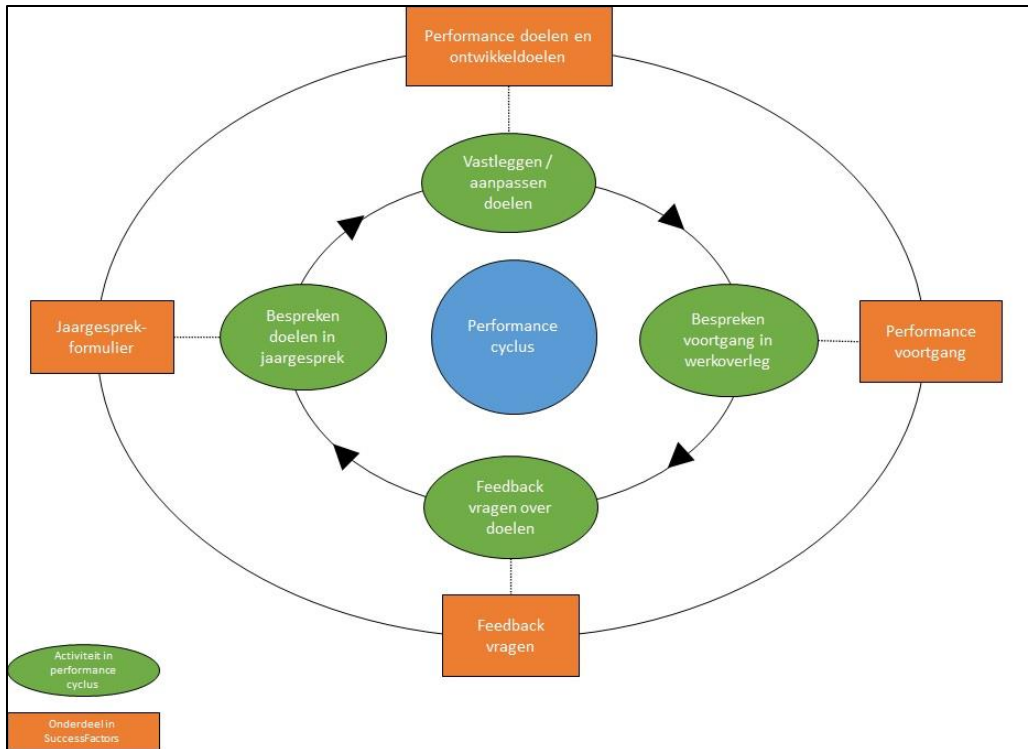 Performance doelen en
ontwikkeldoelen
Vastleggen /
aanpassen
doelen
Jaargesprek-
formulier
Bespreken
doelen in
jaargesprek
Performance
cyclus
Bespreken
voortgang in
werkoverleg
Performance
voortgang
Feedback
vragen over
doelen
Feedback
vragen
Activiteit in
performance
cyclus
Onderdeel in
SuccessFactors